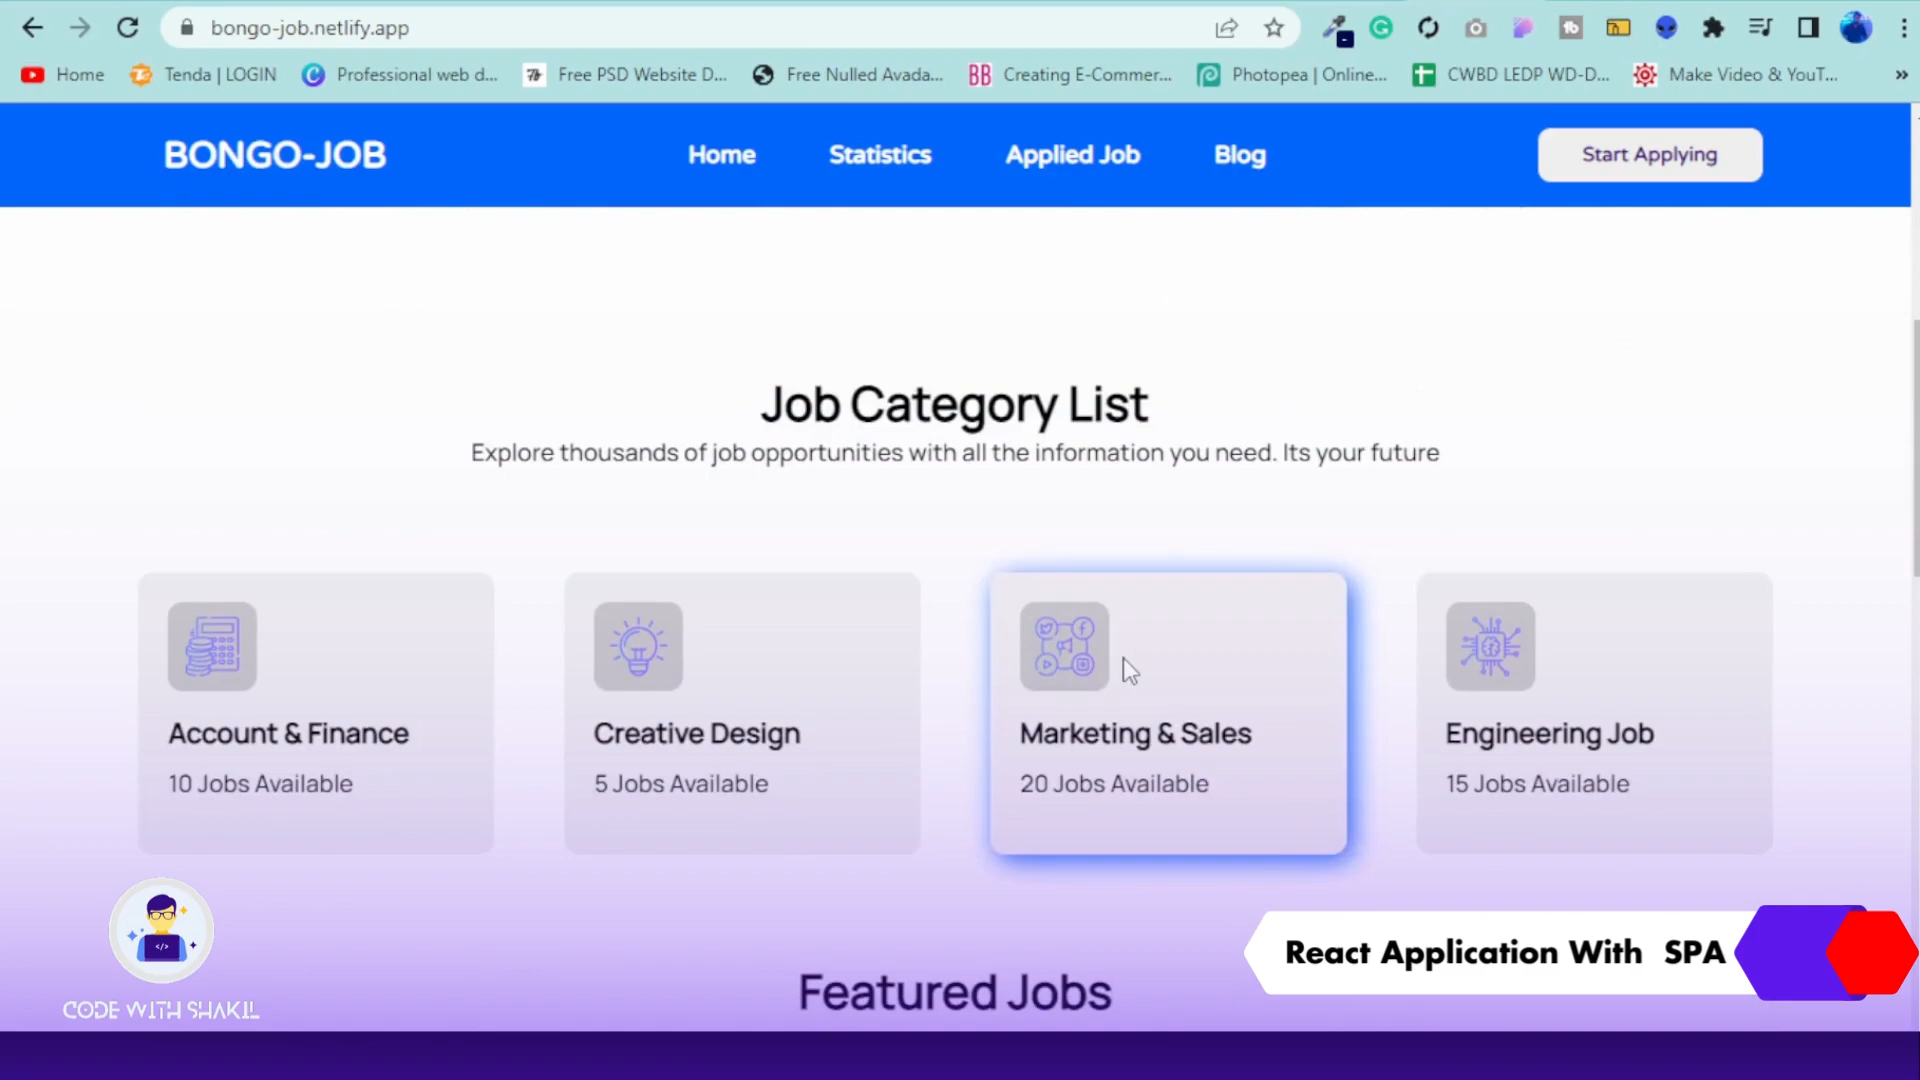 bongo-job.netlify.app
Home
Tenda | LOGIN
Professional web d...
Free PSD Website D...
Free Nulled Avada...
BB
Creating E-Commer...
Photopea | Online...
CWBD LEDP WD-D...
Make Video & YouT...
»
BONGO-JOB
Home
Statistics
Applied Job
Blog
Start Applying
Job Category List
Explore thousands of job opportunities with all the information you need. Its your future
Account & Finance
10 Jobs Available
Creative Design
5 Jobs Available
Marketing & Sales
20 Jobs Available
Engineering Job
15 Jobs Available
Featured Jobs
React Application With SPA
</>
CODE WITH SHAKIL